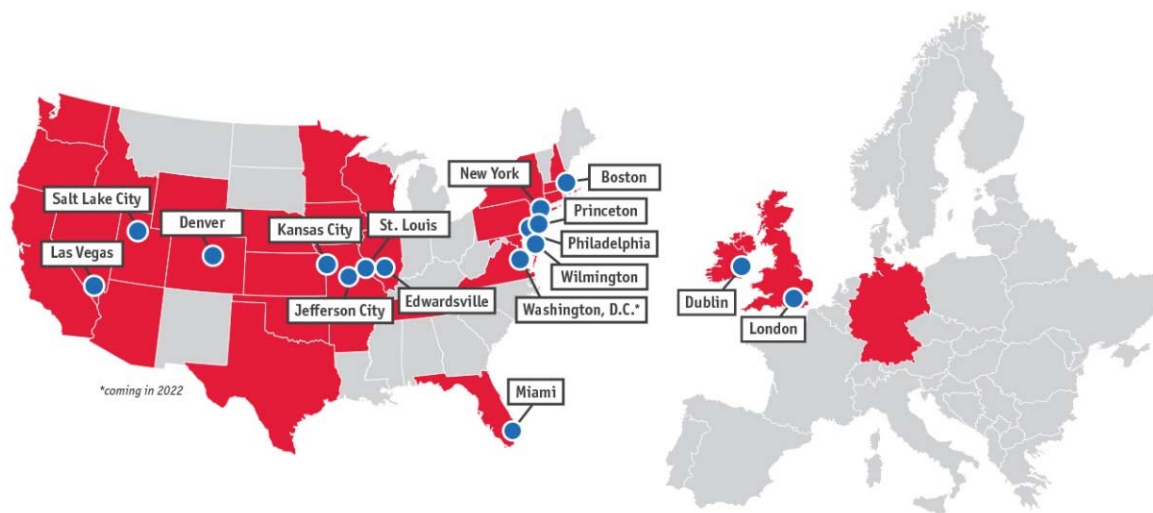 New York
Boston
Salt Lake City
Princeton
Denver
Kansas City
St. Louis
Philadelphia
Las Vegas
Wilmington
Jefferson City
Edwardsville
Washington, D.C.*
Dublin
London
*coming in 2022
Miami